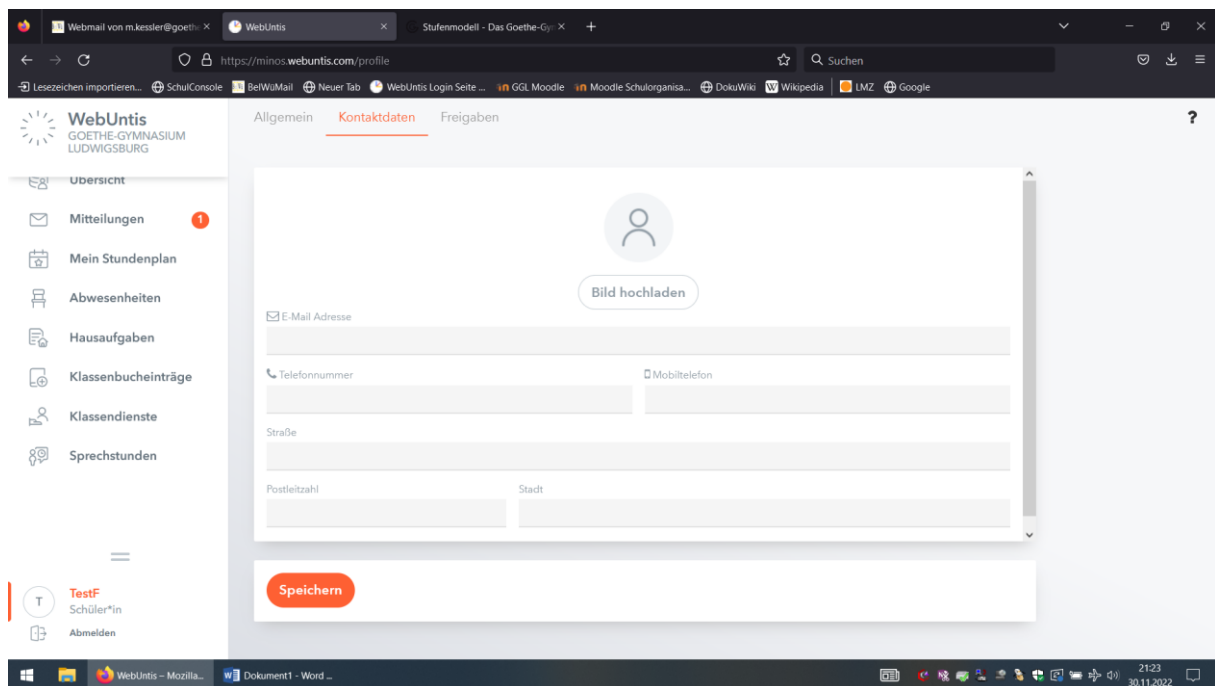 Webmail von m.kessler@goeth
WebUntis
Stufenmodell - Das Goethe-Gy
https://minos.webuntis.com/profile
Suchen
Lesezeichen importieren... SchulConsole BelWüMail Neuer Tab WebUntis Login Seite ... GGL Moodle Moodle Schulorganisa... DokuWiki Wikipedia LMZ Google
WebUntis
GOETHE-GYMNASIUM
LUDWIGSBURG
Allgemein Kontaktdaten Freigaben ?
Übersicht
Mitteilungen 1
Mein Stundenplan
Abwesenheiten
Hausaufgaben
Klassenbucheinträge
Klassendienste
Sprechstunden
T
TestF
Schüler*in
Abmelden
Bild hochladen
E-Mail Adresse
Telefonnummer Mobiltelefon
Straße
Postleitzahl Stadt
Speichern
WebUntis – Mozilla... Dokument1 - Word ...
21:23
30.11.2022